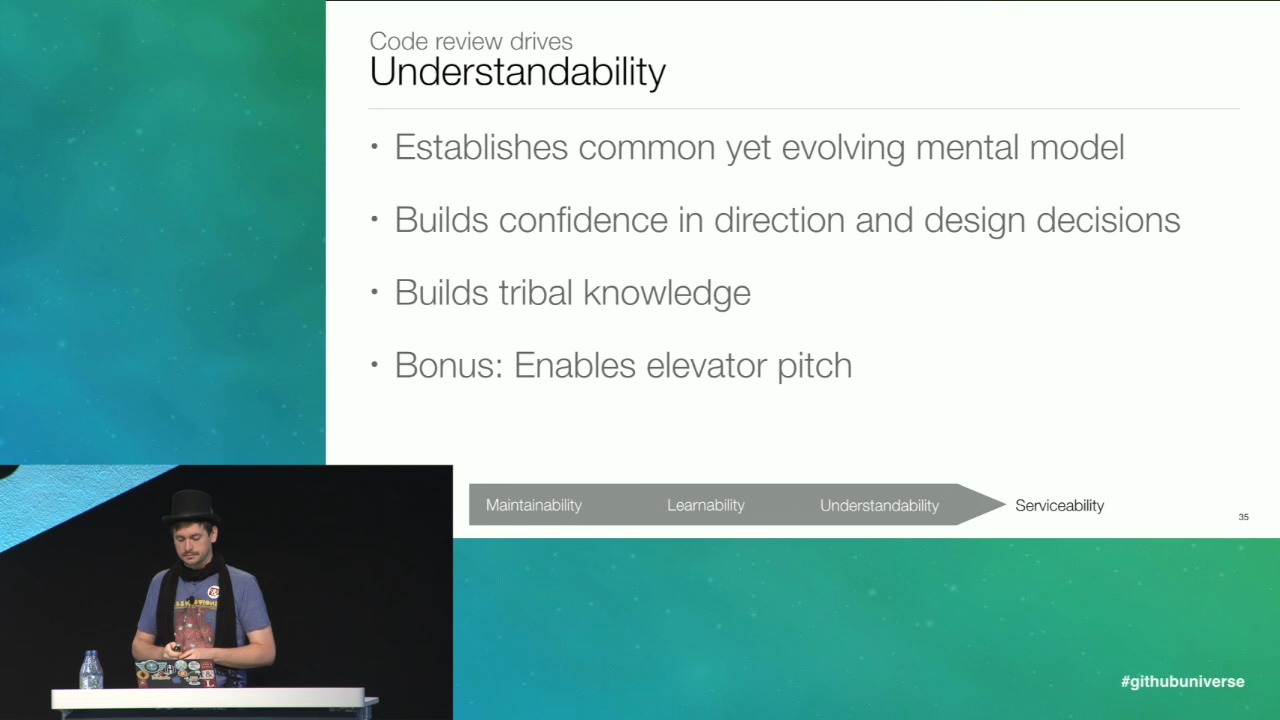 Code review drives
Understandability
• Establishes common yet evolving mental model
• Builds confidence in direction and design decisions
• Builds tribal knowledge
• Bonus: Enables elevator pitch
Maintainability Learnability Understandability Serviceability
35
#githubuniverse